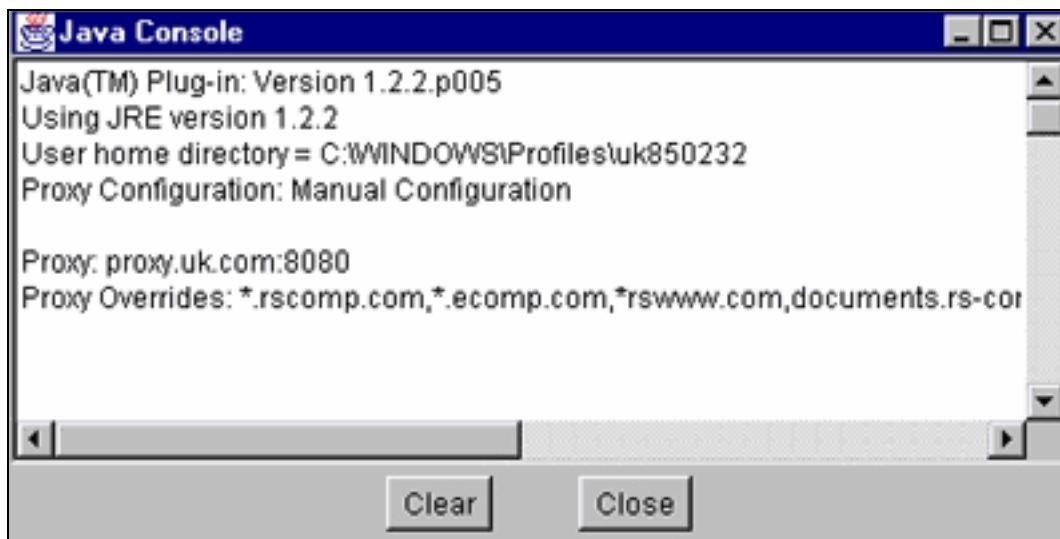 Java Console
Java(TM) Plug-in: Version 1.2.2.p005
Using JRE version 1.2.2
User home directory = C:\WINDOWS\Profiles\uk850232
Proxy Configuration: Manual Configuration
Proxy: proxy.uk.com:8080
Proxy Overrides: *.rscomp.com,*.ecomp.com,*rswww.com,documents.rs-cor
Clear
Close